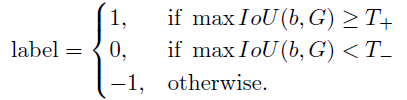 1, if max IoU(b, G) ≥ T₊
label = { 0, if max IoU(b, G) < T₋
−1, otherwise.